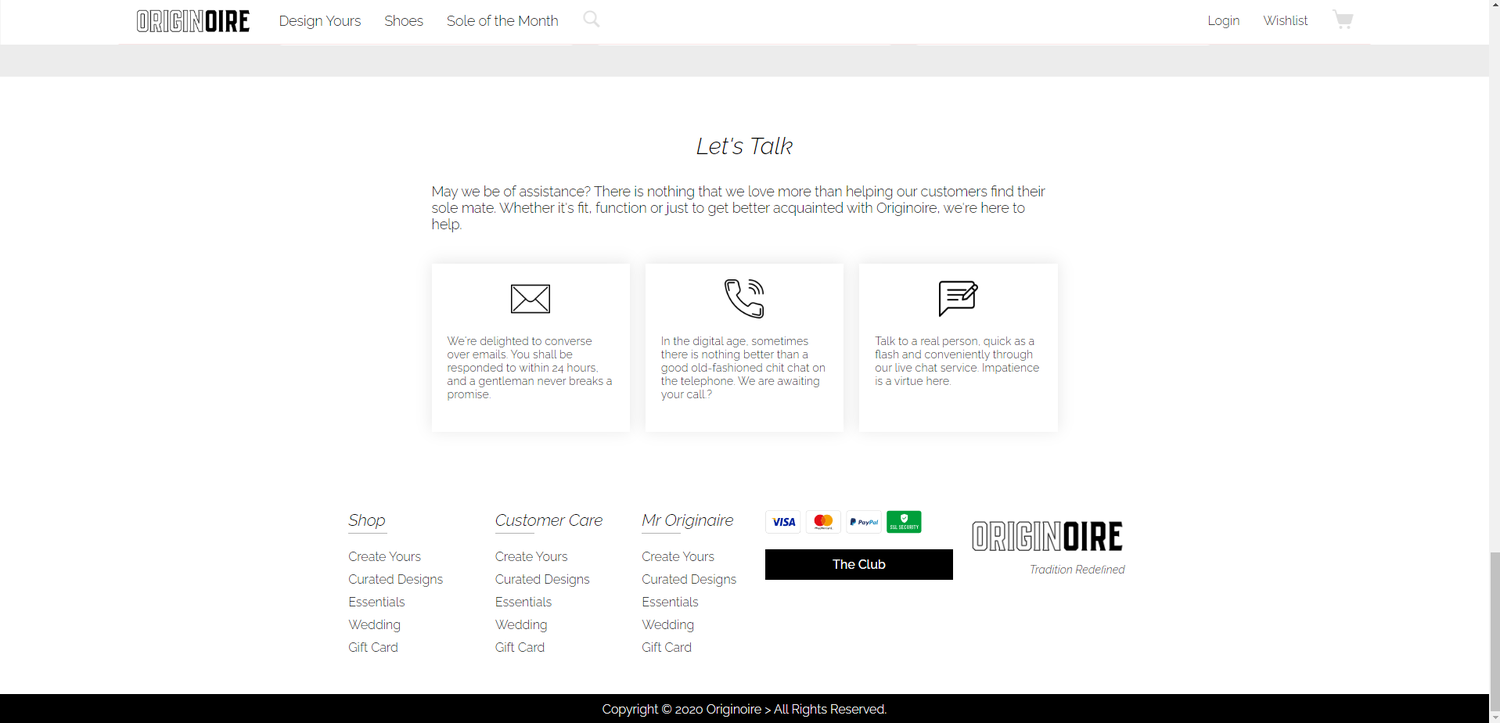 ORIGINOIRE Design Yours Shoes Sole of the Month Login Wishlist
Let's Talk
May we be of assistance? There is nothing that we love more than helping our customers find their
sole mate. Whether it's fit, function or just to get better acquainted with Originoire, we're here to
help.
We're delighted to converse
over emails. You shall be
responded to within 24 hours,
and a gentleman never breaks a
promise.
In the digital age, sometimes
there is nothing better than a
good old-fashioned chit chat on
the telephone. We are awaiting
your call.?
Talk to a real person, quick as a
flash and conveniently through
our live chat service. Impatience
is a virtue here.
Shop
Create Yours
Curated Designs
Essentials
Wedding
Gift Card
Customer Care
Create Yours
Curated Designs
Essentials
Wedding
Gift Card
Mr Originaire
Create Yours
Curated Designs
Essentials
Wedding
Gift Card
VISA MasterCard PayPal SSL SECURITY
The Club
ORIGINOIRE
Tradition Redefined
Copyright © 2020 Originoire > All Rights Reserved.